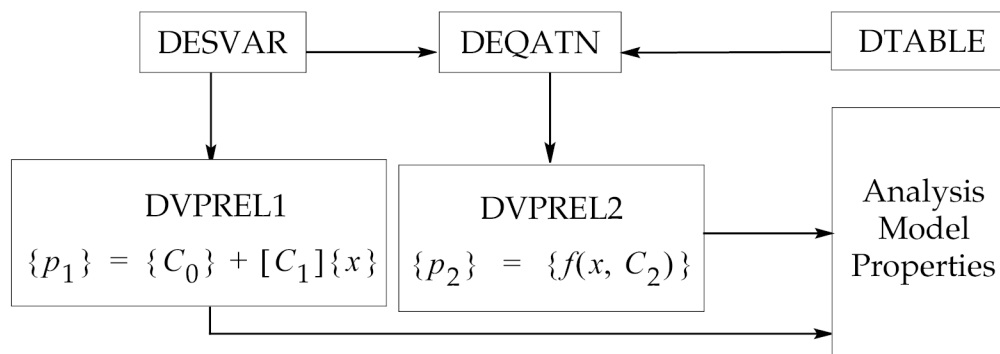 DESVAR
DEQATN
DTABLE
DVPREL1
{p₁} = {C₀} + [C₁]{x}
DVPREL2
{p₂} = {f(x, C₂)}
Analysis
Model
Properties